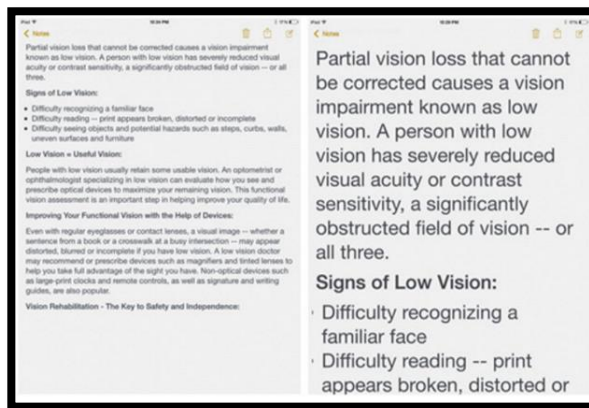 iPad
10:34 PM
Notes
Partial vision loss that cannot be corrected causes a vision impairment
known as low vision. A person with low vision has severely reduced visual
acuity or contrast sensitivity, a significantly obstructed field of vision -- or all
three.
Signs of Low Vision:
• Difficulty recognizing a familiar face
• Difficulty reading -- print appears broken, distorted or incomplete
• Difficulty seeing objects and potential hazards such as steps, curbs, walls,
uneven surfaces and furniture
Low Vision = Useful Vision:
People with low vision usually retain some usable vision. An optometrist or
ophthalmologist specializing in low vision can evaluate how you see and
prescribe optical devices to maximize your remaining vision. This functional
vision assessment is an important step in helping improve your quality of life.
Improving Your Functional Vision with the Help of Devices:
Even with regular eyeglasses or contact lenses, a visual image -- whether a
sentence from a book or a crosswalk at a busy intersection -- may appear
distorted, blurred or incomplete if you have low vision. A low vision doctor
may recommend or prescribe devices such as magnifiers and tinted lenses to
help you take full advantage of the sight you have. Non-optical devices such
as large-print clocks and remote controls, as well as signature and writing
guides, are also popular.
Vision Rehabilitation - The Key to Safety and Independence:
iPad
Notes
Partial vision loss that cannot
be corrected causes a vision
impairment known as low
vision. A person with low
vision has severely reduced
visual acuity or contrast
sensitivity, a significantly
obstructed field of vision -- or
all three.
Signs of Low Vision:
Difficulty recognizing a
familiar face
Difficulty reading -- print
appears broken, distorted or